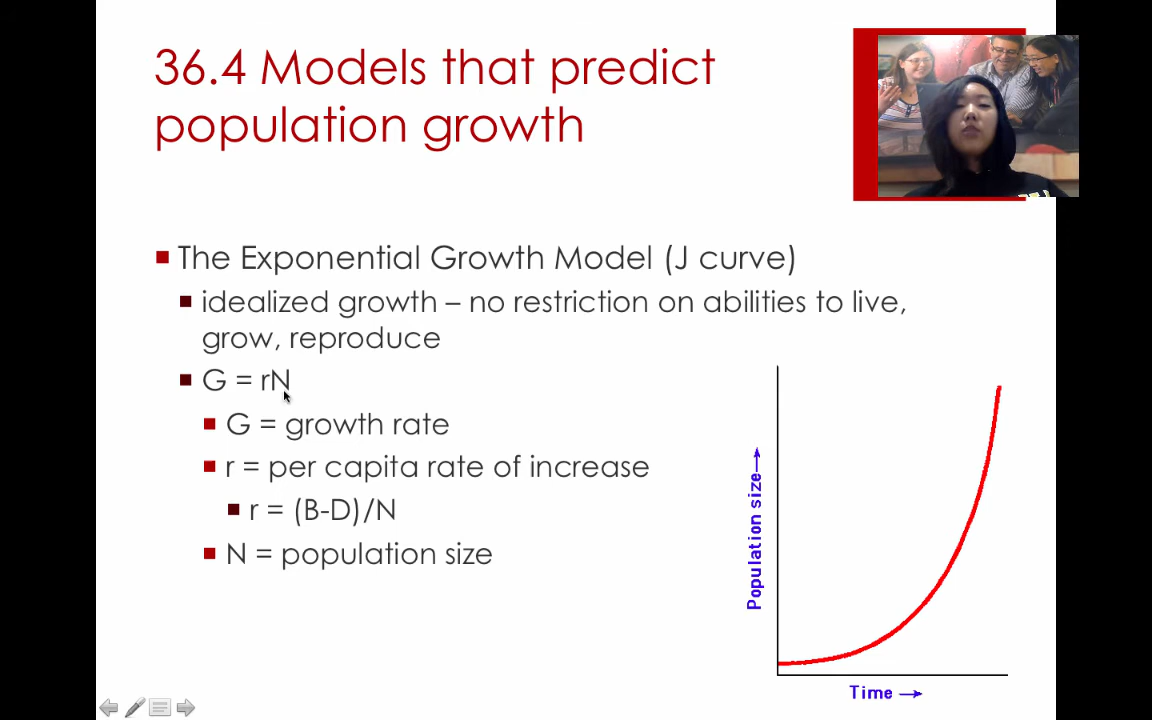 36.4 Models that predict
population growth
The Exponential Growth Model (J curve)
idealized growth – no restriction on abilities to live,
grow, reproduce
G = rN
G = growth rate
r = per capita rate of increase
r = (B-D)/N
N = population size
Population size→
Time →